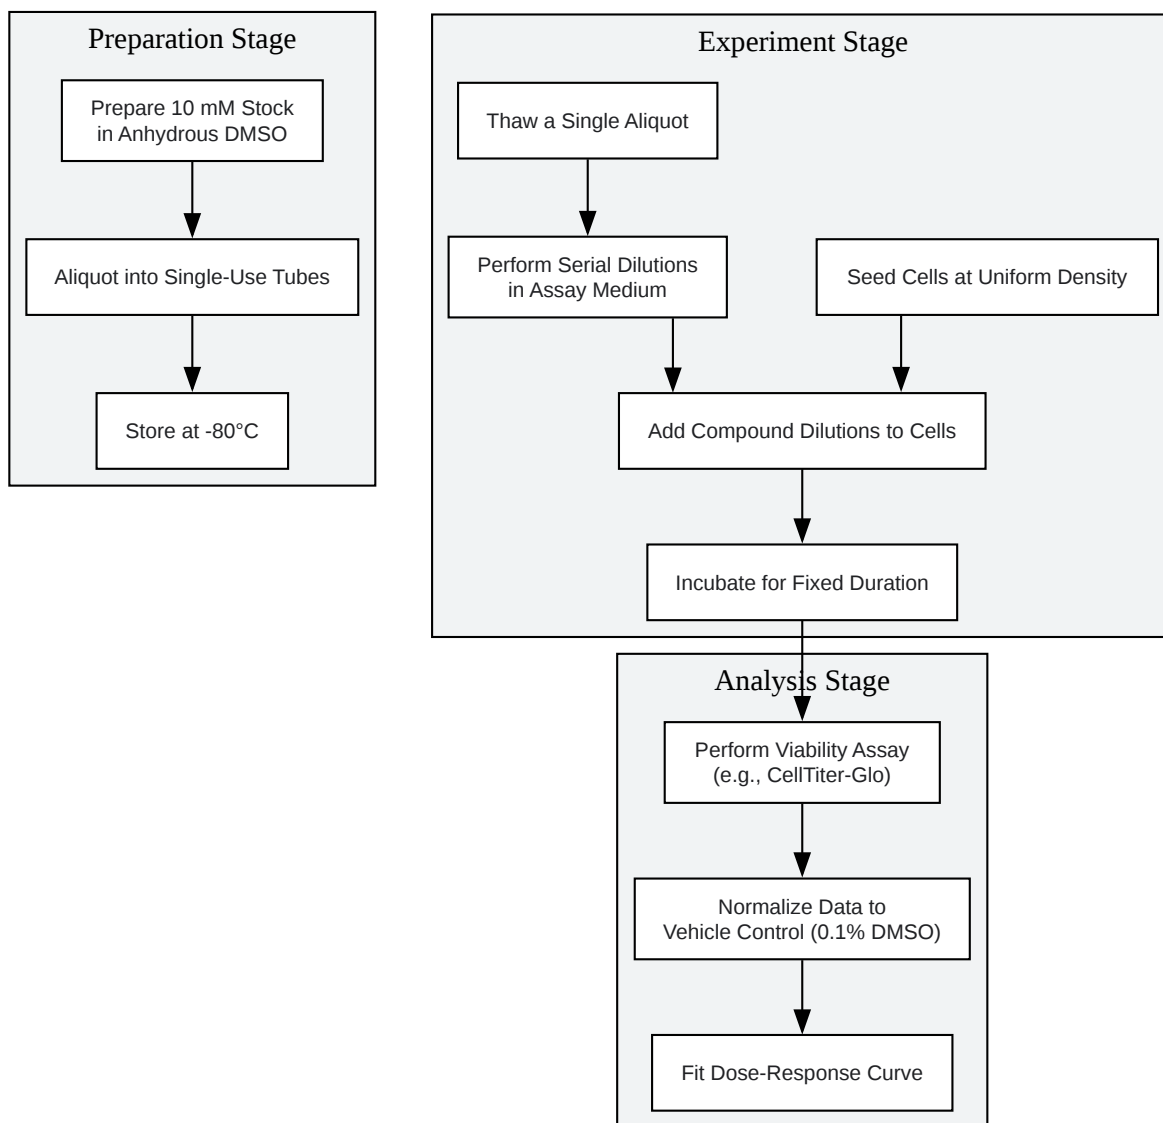 Preparation Stage
Prepare 10 mM Stock
in Anhydrous DMSO
Aliquot into Single-Use Tubes
Store at -80°C
Experiment Stage
Thaw a Single Aliquot
Perform Serial Dilutions
in Assay Medium
Seed Cells at Uniform Density
Add Compound Dilutions to Cells
Incubate for Fixed Duration
Analysis Stage
Perform Viability Assay
(e.g., CellTiter-Glo)
Normalize Data to
Vehicle Control (0.1% DMSO)
Fit Dose-Response Curve